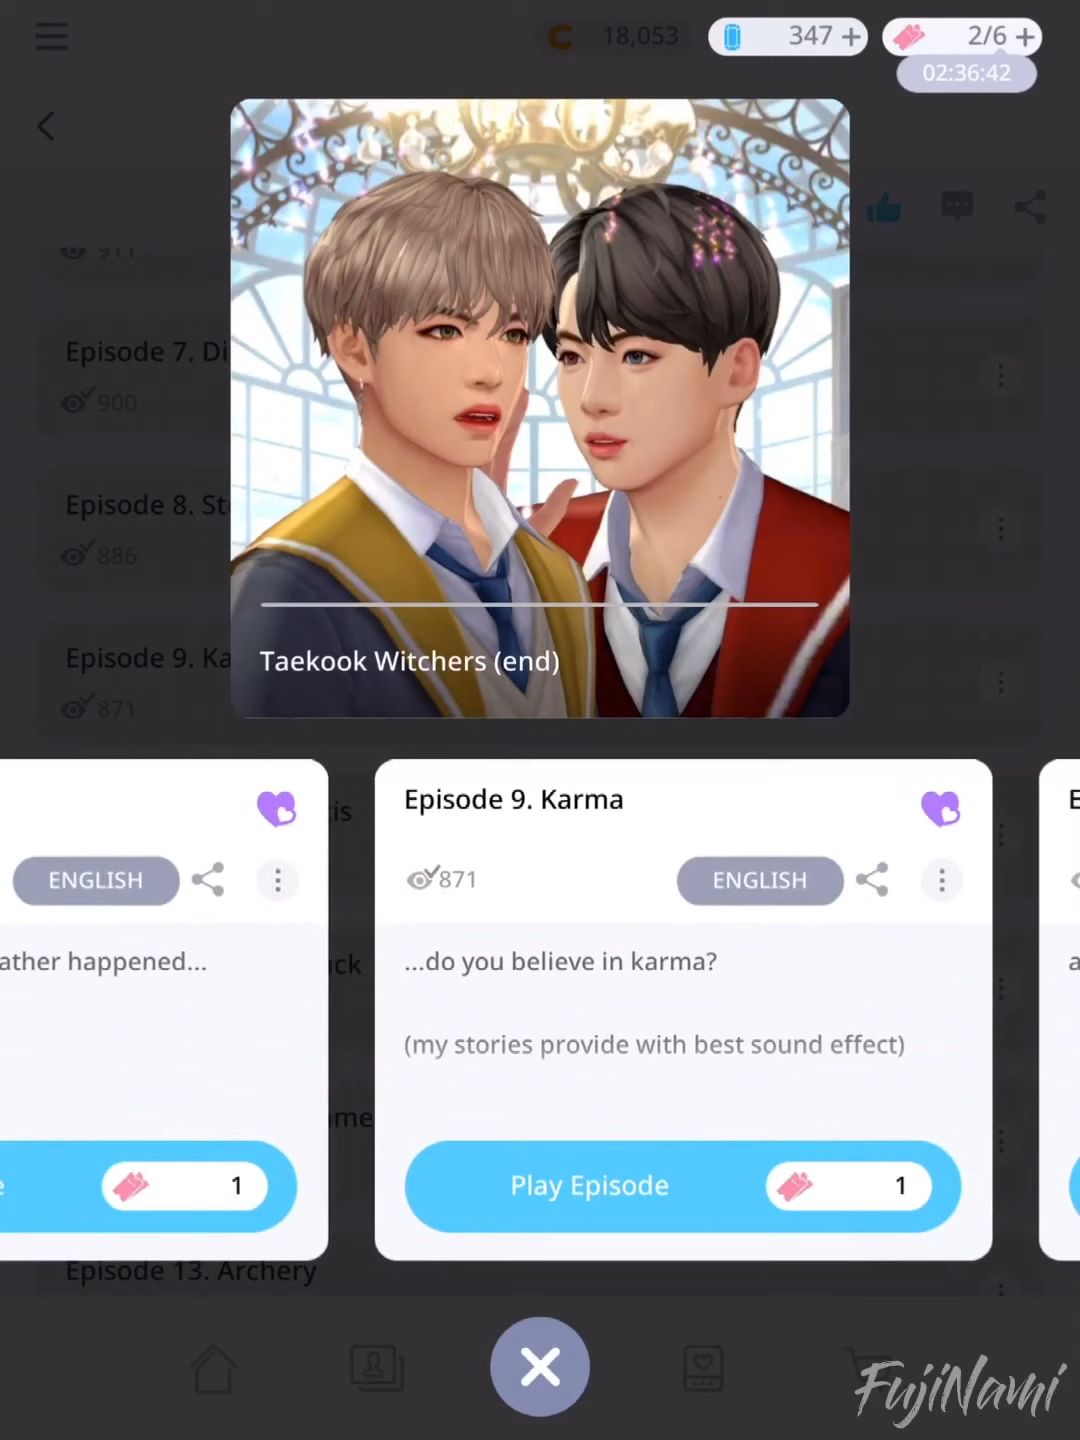 18,053
347 +
2/6 +
02:36:42
911
Episode 7. Di
900
Episode 8. St
886
Episode 9. Ka
871
Taekook Witchers (end)
Episode 9. Karma
ENGLISH
871
ENGLISH
ather happened...
...do you believe in karma?
(my stories provide with best sound effect)
1
Play Episode
1
Episode 13. Archery
FujiNami